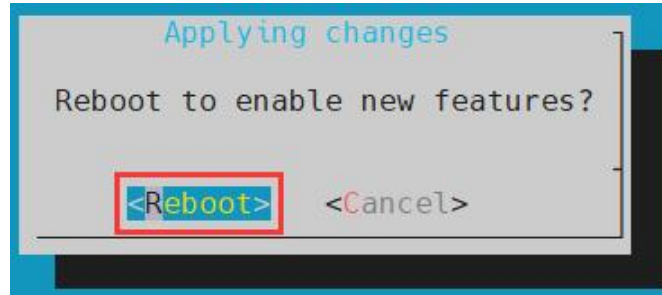 Applying changes
Reboot to enable new features?
<Reboot> <Cancel>